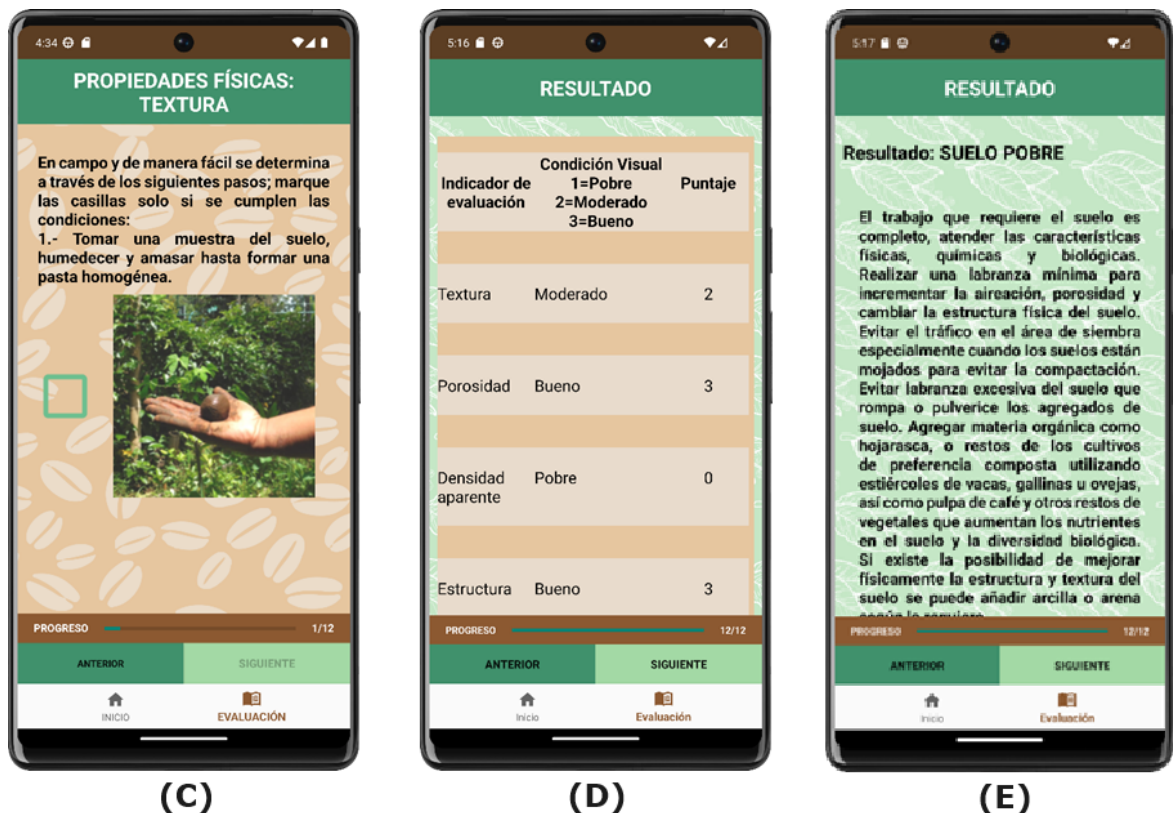 4:34
PROPIEDADES FÍSICAS:
TEXTURA
En campo y de manera fácil se determina
a través de los siguientes pasos; marque
las casillas solo si se cumplen las
condiciones:
1.- Tomar una muestra del suelo,
humedecer y amasar hasta formar una
pasta homogénea.
PROGRESO 1/12
ANTERIOR SIGUIENTE
INICIO EVALUACIÓN
(C)
5:16
RESULTADO
Indicador de evaluación Condición Visual 1=Pobre 2=Moderado 3=Bueno Puntaje
Textura Moderado 2
Porosidad Bueno 3
Densidad aparente Pobre 0
Estructura Bueno 3
PROGRESO 12/12
ANTERIOR SIGUIENTE
Inicio Evaluación
(D)
5:17
RESULTADO
Resultado: SUELO POBRE
El trabajo que requiere el suelo es
completo, atender las características
físicas, químicas y biológicas.
Realizar una labranza mínima para
incrementar la aireación, porosidad y
cambiar la estructura física del suelo.
Evitar el tráfico en el área de siembra
especialmente cuando los suelos están
mojados para evitar la compactación.
Evitar labranza excesiva del suelo que
rompa o pulverice los agregados de
suelo. Agregar materia orgánica como
hojarasca, o restos de los cultivos
de preferencia composta utilizando
estiércoles de vacas, gallinas u ovejas,
así como pulpa de café y otros restos de
vegetales que aumentan los nutrientes
en el suelo y la diversidad biológica.
Si existe la posibilidad de mejorar
físicamente la estructura y textura del
suelo se puede añadir arcilla o arena
según lo requiera
PROGRESO 12/12
ANTERIOR SIGUIENTE
Inicio Evaluación
(E)